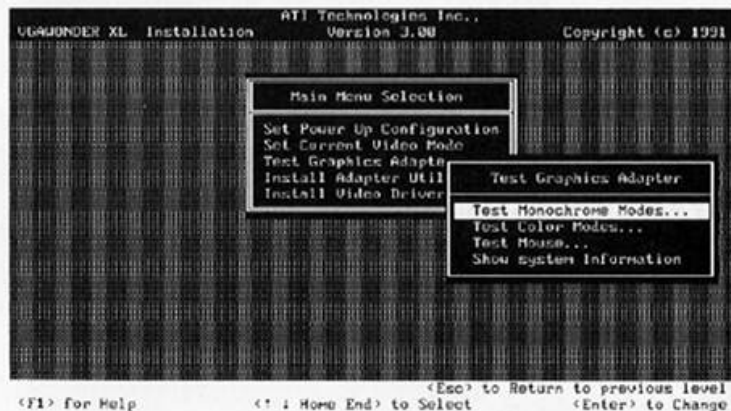 ATI Technologies Inc.,
VGAWONDER XL Installation Version 3.00 Copyright (c) 1991
Main Menu Selection
Set Power Up Configuration
Set Current Video Mode
Test Graphics Adapte
Install Adapter Util
Install Video Driver
Test Graphics Adapter
Test Monochrome Modes...
Test Color Modes...
Test Mouse...
Show system Information
<Esc> to Return to previous level
<F1> for Help <↑ ↓ Home End> to Select <Enter> to Change